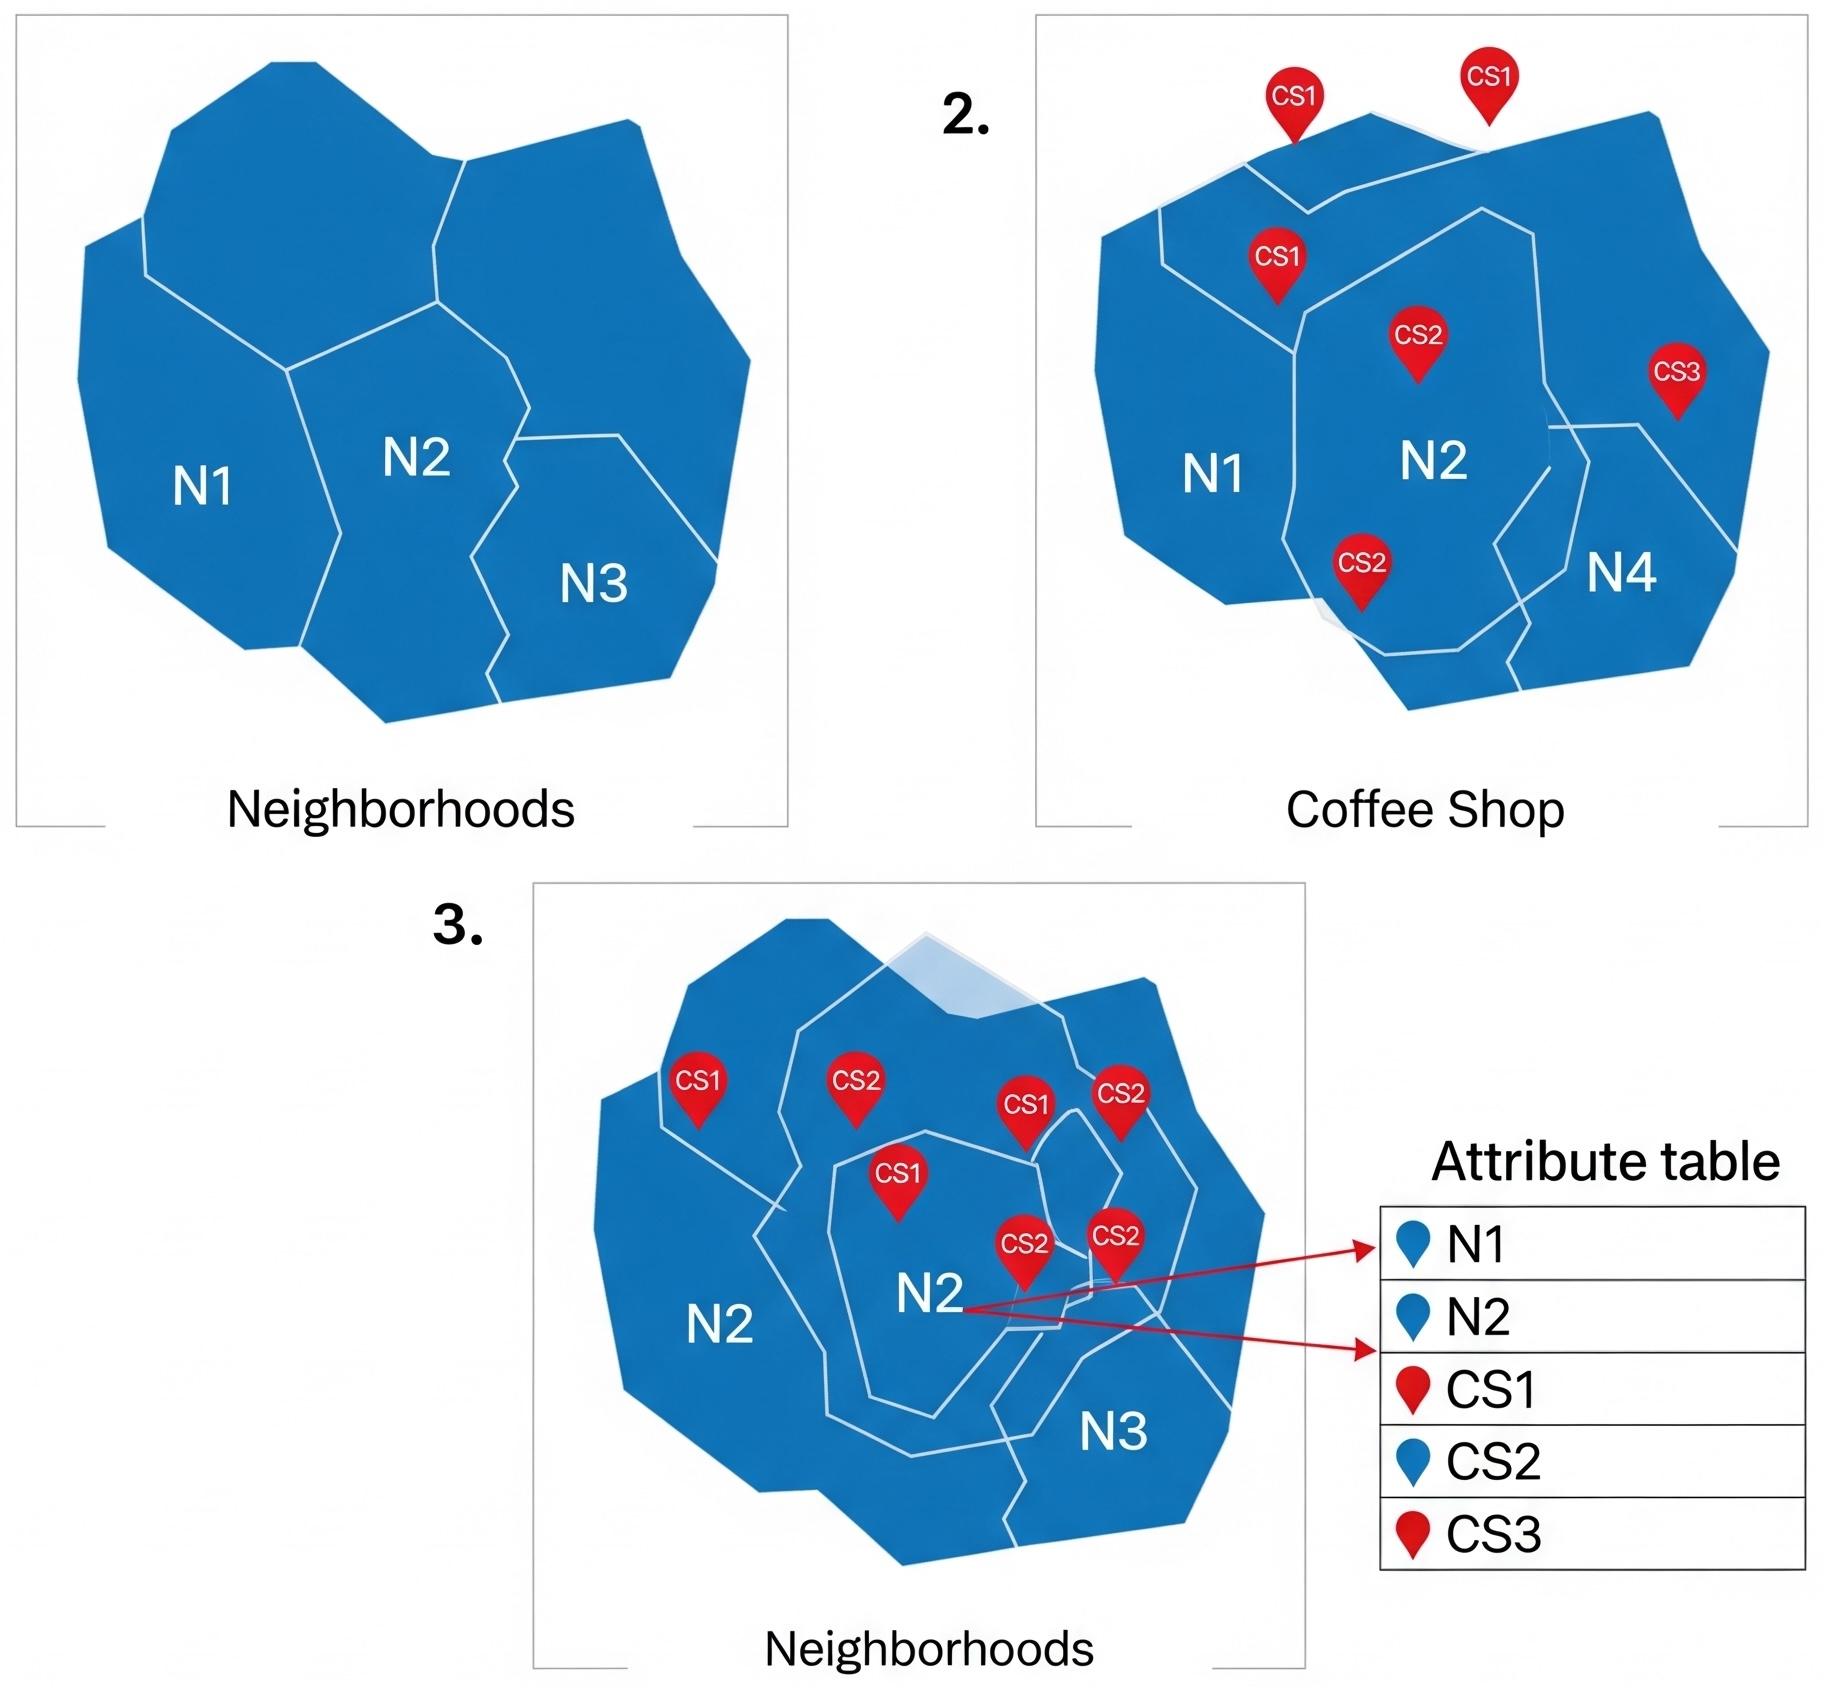 N1
N2
N3
Neighborhoods
2.
CS1
CS1
CS1
CS2
CS3
N1
N2
CS2
N4
Coffee Shop
3.
CS1
CS2
CS1
CS2
CS1
CS2
CS2
N2
N2
N3
Neighborhoods
Attribute table
N1
N2
CS1
CS2
CS3